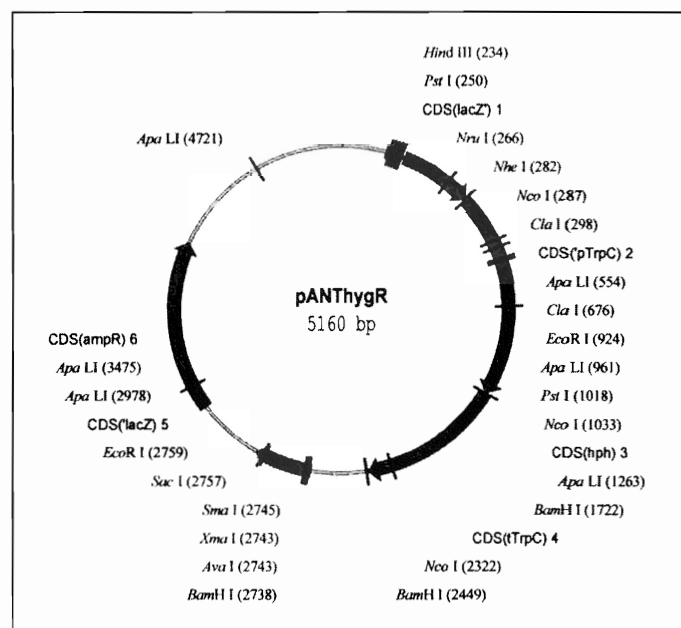 Hind III (234)
Pst I (250)
CDS(lacZ') 1
Apa LI (4721)
Nru I (266)
Nhe I (282)
Nco I (287)
Cla I (298)
CDS('pTrpC) 2
Apa LI (554)
Cla I (676)
EcoR I (924)
Apa LI (961)
Pst I (1018)
Nco I (1033)
CDS(hph) 3
Apa LI (1263)
BamH I (1722)
CDS(tTrpC) 4
Nco I (2322)
BamH I (2449)
pANThygR
5160 bp
CDS(ampR) 6
Apa LI (3475)
Apa LI (2978)
CDS('lacZ) 5
EcoR I (2759)
Sac I (2757)
Sma I (2745)
Xma I (2743)
Ava I (2743)
BamH I (2738)